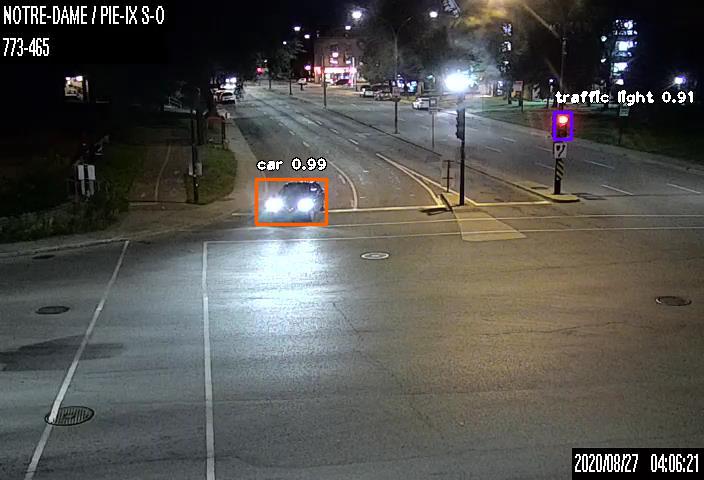 NOTRE-DAME / PIE-IX S-O
773-465
traffic light 0.91
car 0.99
2020/08/27 04:06:21